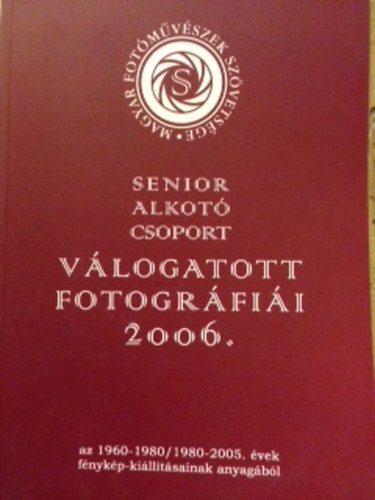 MAGYAR FOTÓMŰVÉSZEK SZÖVETSÉGE •
S
SENIOR
ALKOTÓ
CSOPORT
VÁLOGATOTT
FOTOGRÁFIÁI
2006.
az 1960-1980/1980-2005. évek
fénykép-kiállításainak anyagából